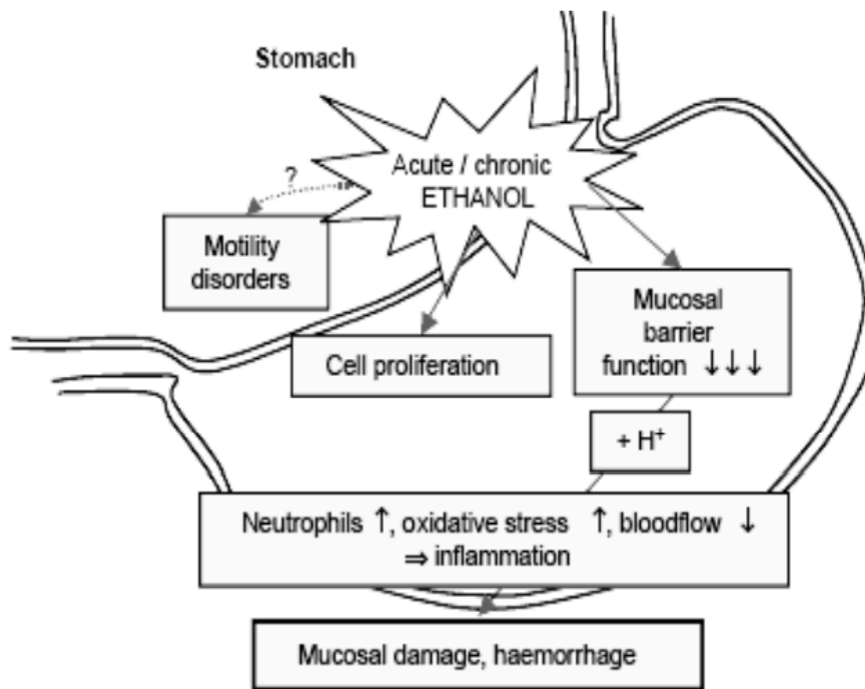 Stomach
Acute / chronic
ETHANOL
?
Motility
disorders
Mucosal
barrier
function ↓↓↓
Cell proliferation
+ H⁺
Neutrophils ↑, oxidative stress ↑, bloodflow ↓
⇒ inflammation
Mucosal damage, haemorrhage